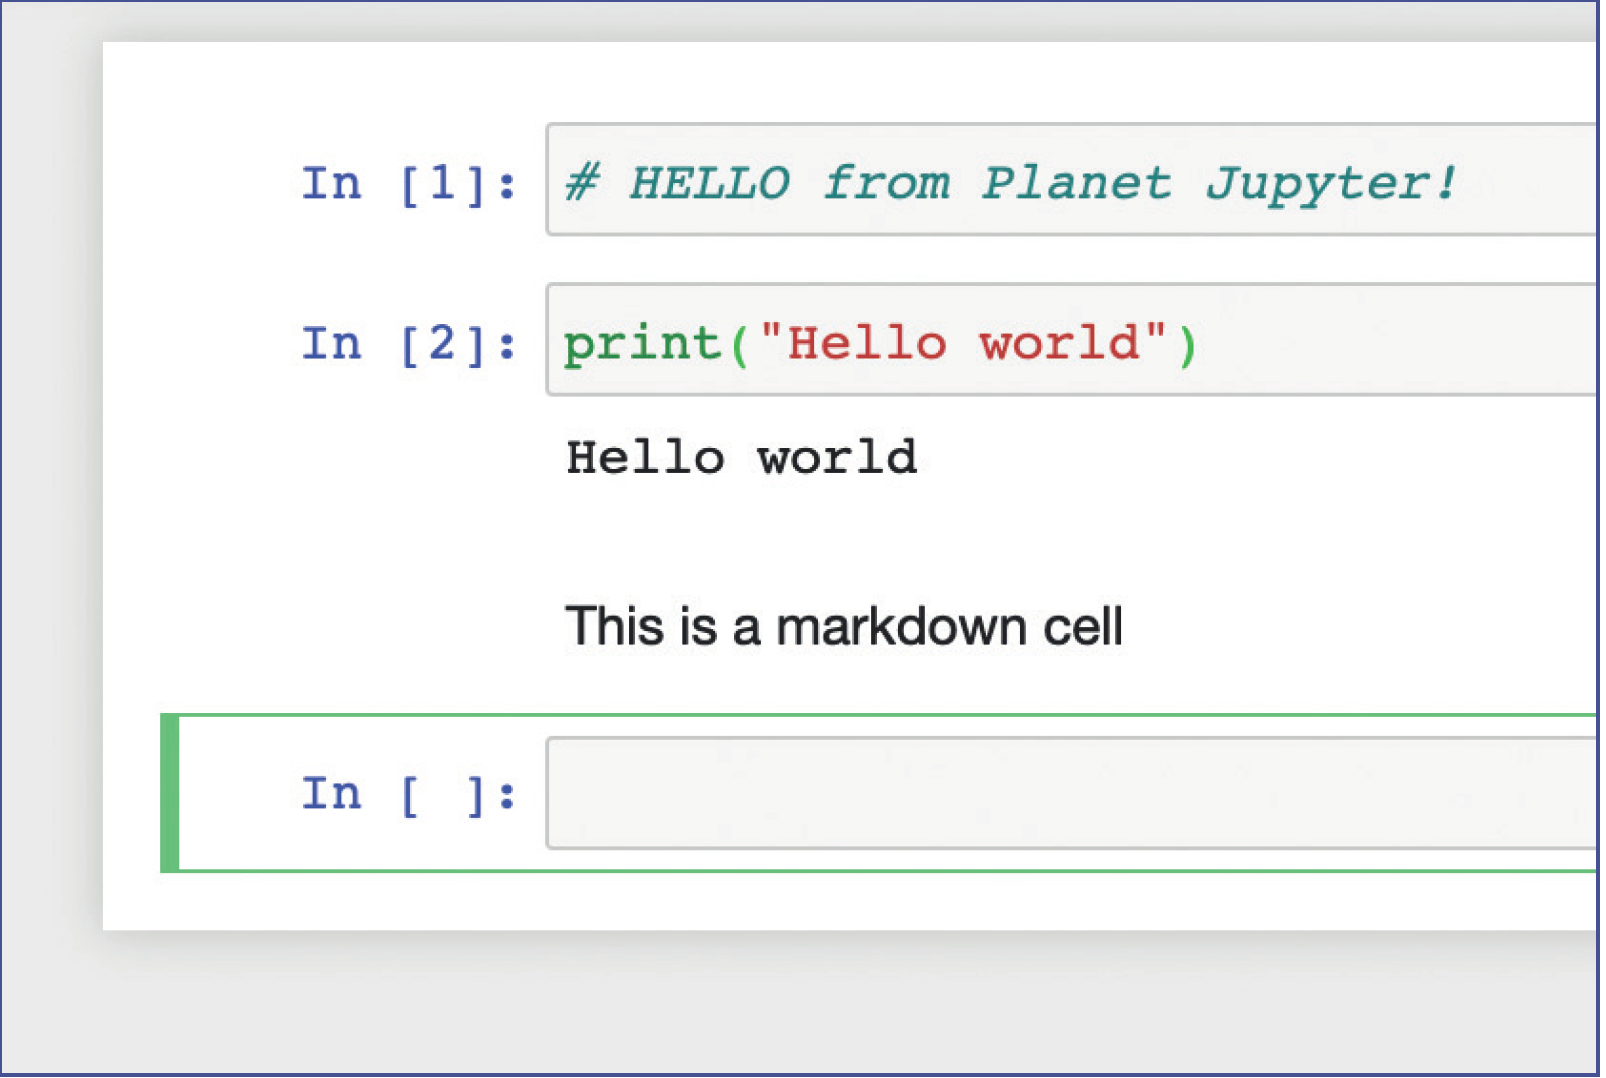 In [1]: # HELLO from Planet Jupyter!
In [2]: print("Hello world")
Hello world
This is a markdown cell
In [ ]: